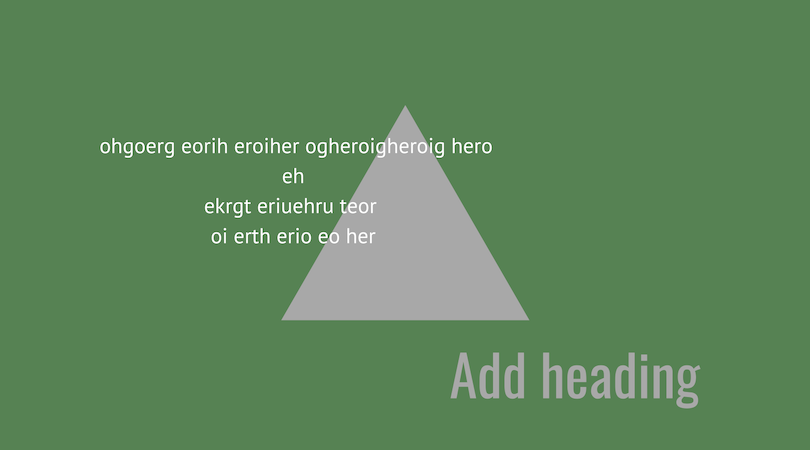 ohgoerg eorih eroiher ogheroigheroig hero
eh
ekrgt eriuehru teor
oi erth erio eo her
Add heading